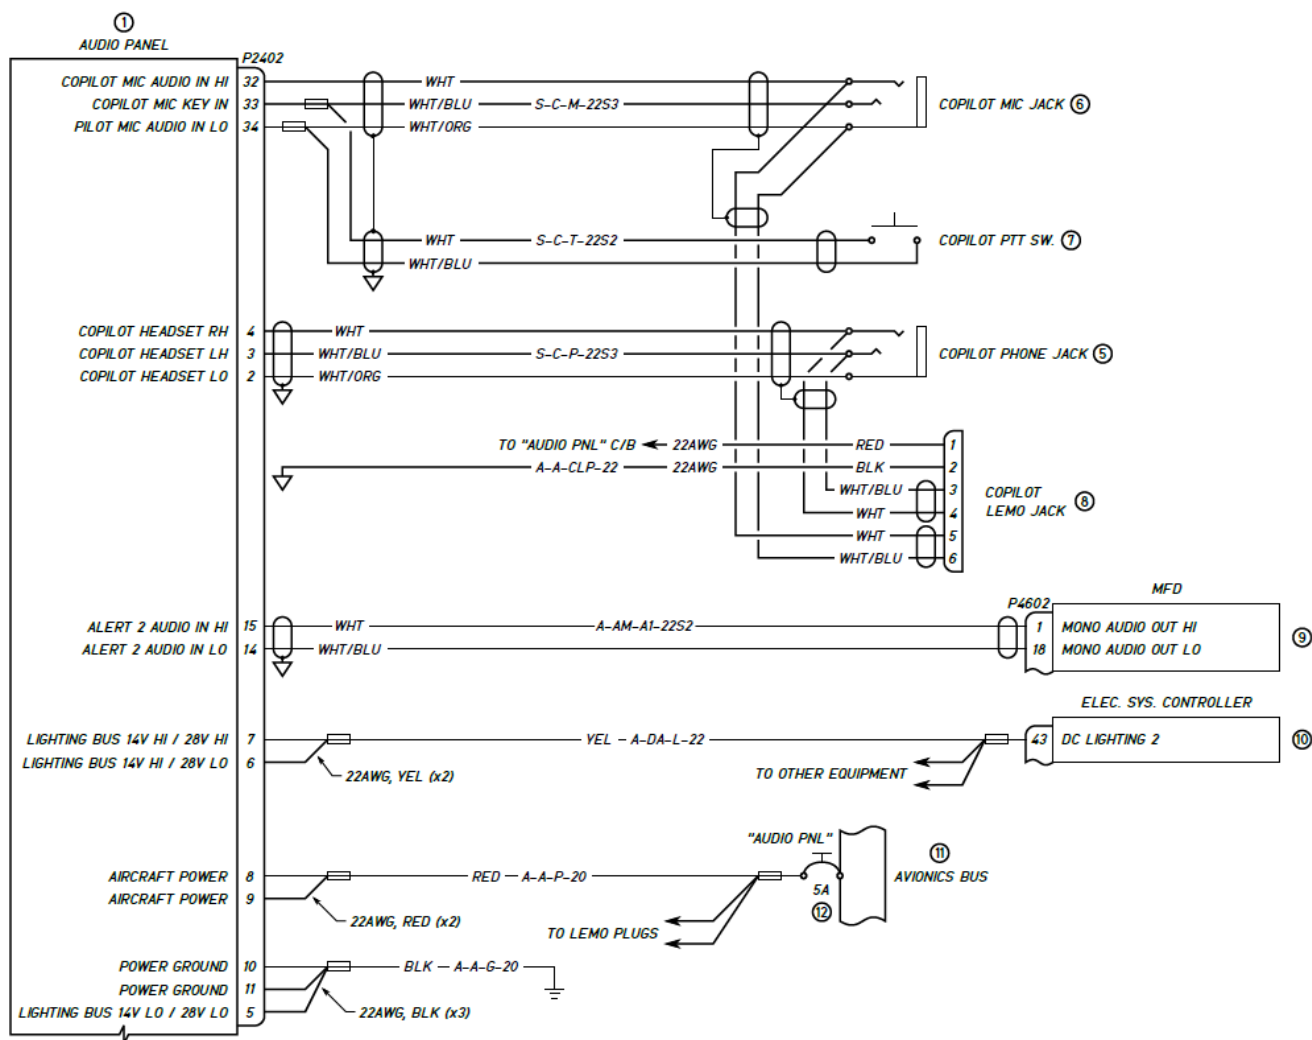 1
AUDIO PANEL
P2402
COPILOT MIC AUDIO IN HI 32 WHT
COPILOT MIC KEY IN 33 WHT/BLU S-C-M-22S3 COPILOT MIC JACK 6
PILOT MIC AUDIO IN LO 34 WHT/ORG
WHT S-C-T-22S2 COPILOT PTT SW. 7
WHT/BLU
COPILOT HEADSET RH 4 WHT
COPILOT HEADSET LH 3 WHT/BLU S-C-P-22S3 COPILOT PHONE JACK 5
COPILOT HEADSET LO 2 WHT/ORG
TO "AUDIO PNL" C/B 22AWG RED 1
A-A-CLP-22 22AWG BLK 2
WHT/BLU 3
WHT 4
COPILOT
LEMO JACK 8
WHT 5
WHT/BLU 6
MFD
P4602
ALERT 2 AUDIO IN HI 15 WHT A-AM-A1-22S2 1 MONO AUDIO OUT HI
9
ALERT 2 AUDIO IN LO 14 WHT/BLU 18 MONO AUDIO OUT LO
ELEC. SYS. CONTROLLER
LIGHTING BUS 14V HI / 28V HI 7 YEL - A-DA-L-22 43 DC LIGHTING 2 10
LIGHTING BUS 14V HI / 28V LO 6
22AWG, YEL (x2)
TO OTHER EQUIPMENT
"AUDIO PNL"
11
AIRCRAFT POWER 8 RED - A-A-P-20 AVIONICS BUS
5A
AIRCRAFT POWER 9
12
22AWG, RED (x2)
TO LEMO PLUGS
POWER GROUND 10 BLK - A-A-G-20
POWER GROUND 11
LIGHTING BUS 14V LO / 28V LO 5
22AWG, BLK (x3)